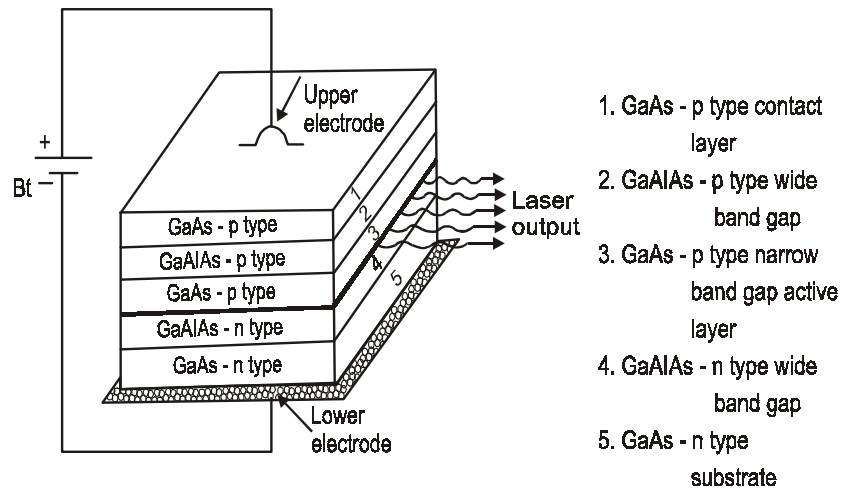 Upper
electrode
+
Bt
−
1
2
3
4
5
GaAs - p type
GaAlAs - p type
GaAs - p type
GaAlAs - n type
GaAs - n type
Laser
output
Lower
electrode
1. GaAs - p type contact
layer
2. GaAlAs - p type wide
band gap
3. GaAs - p type narrow
band gap active
layer
4. GaAlAs - n type wide
band gap
5. GaAs - n type
substrate